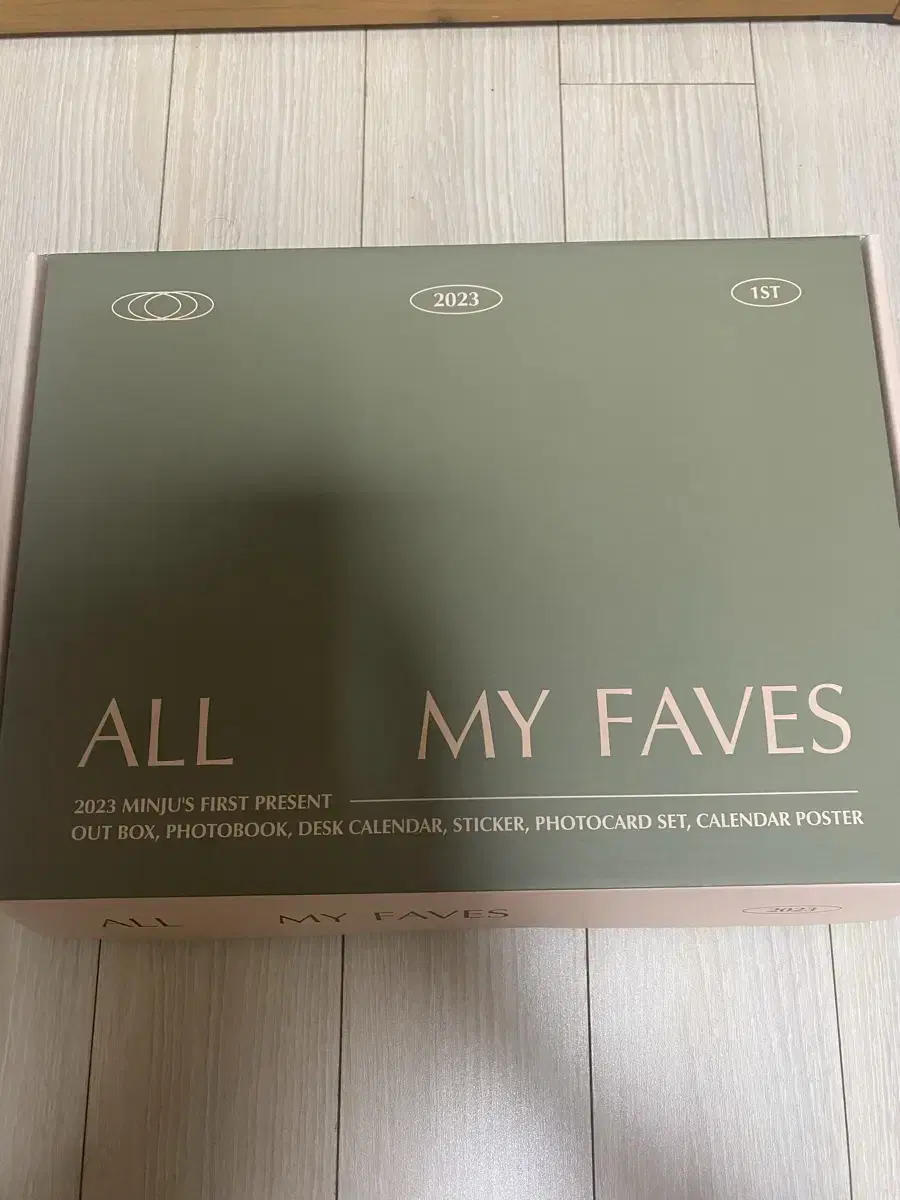 2023
1ST
ALL MY FAVES
2023 MINJU'S FIRST PRESENT
OUT BOX, PHOTOBOOK, DESK CALENDAR, STICKER, PHOTOCARD SET, CALENDAR POSTER
ALL MY FAVES 2023